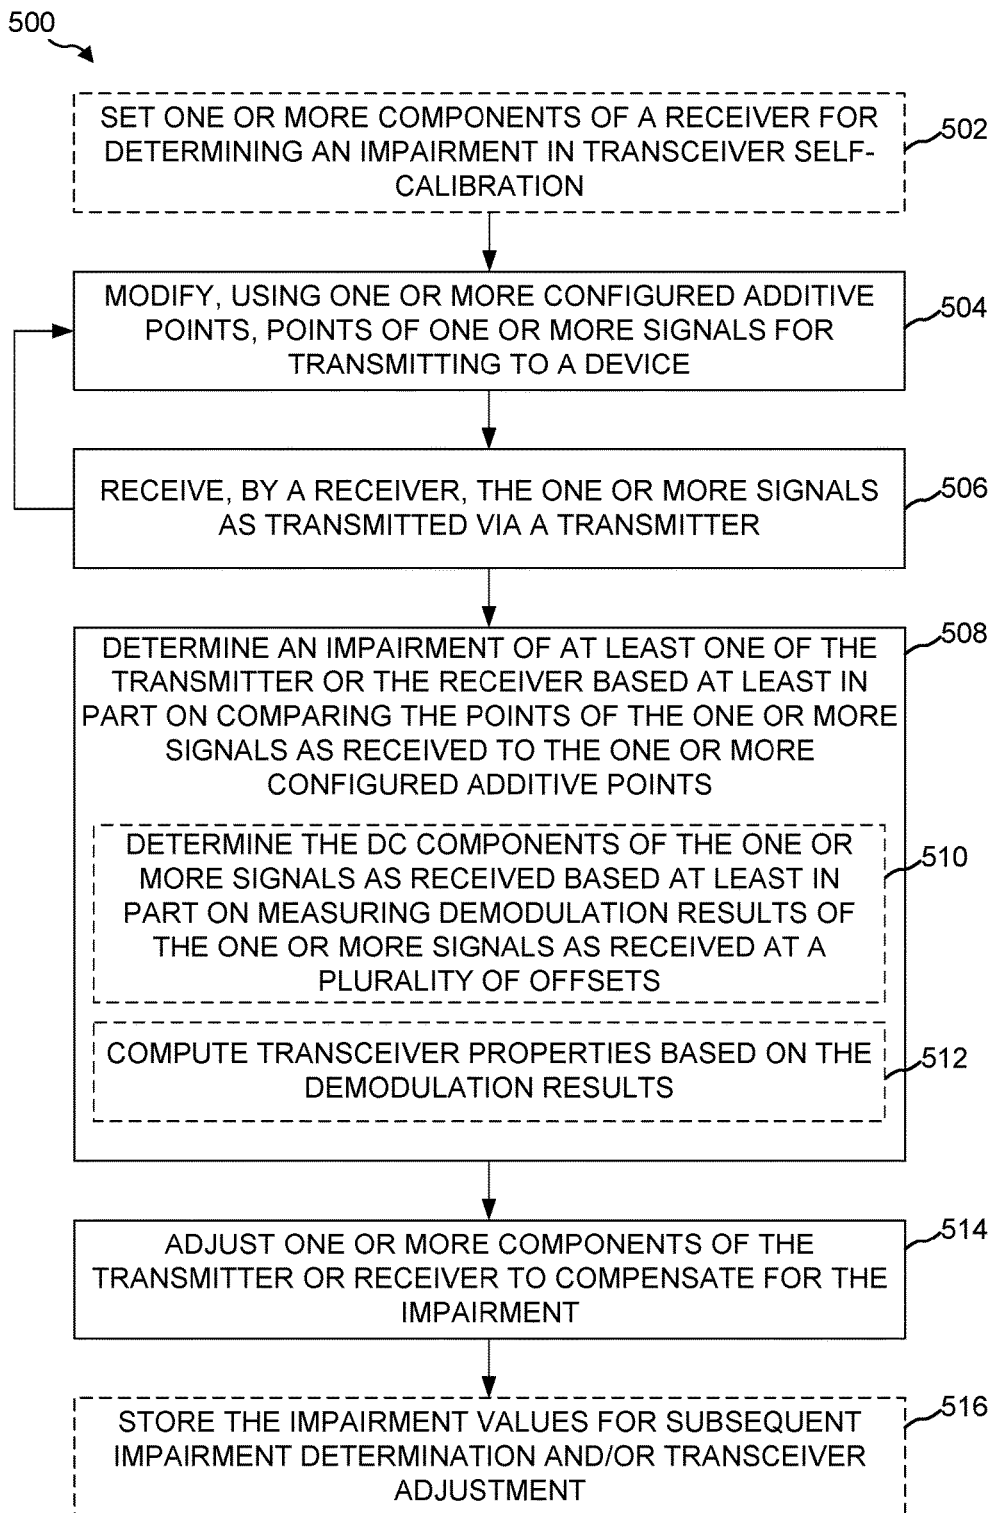 500
SET ONE OR MORE COMPONENTS OF A RECEIVER FOR
DETERMINING AN IMPAIRMENT IN TRANSCEIVER SELF-
CALIBRATION
502
MODIFY, USING ONE OR MORE CONFIGURED ADDITIVE
POINTS, POINTS OF ONE OR MORE SIGNALS FOR
TRANSMITTING TO A DEVICE
504
RECEIVE, BY A RECEIVER, THE ONE OR MORE SIGNALS
AS TRANSMITTED VIA A TRANSMITTER
506
DETERMINE AN IMPAIRMENT OF AT LEAST ONE OF THE
TRANSMITTER OR THE RECEIVER BASED AT LEAST IN
PART ON COMPARING THE POINTS OF THE ONE OR MORE
SIGNALS AS RECEIVED TO THE ONE OR MORE
CONFIGURED ADDITIVE POINTS
508
DETERMINE THE DC COMPONENTS OF THE ONE OR
MORE SIGNALS AS RECEIVED BASED AT LEAST IN
PART ON MEASURING DEMODULATION RESULTS OF
THE ONE OR MORE SIGNALS AS RECEIVED AT A
PLURALITY OF OFFSETS
510
COMPUTE TRANSCEIVER PROPERTIES BASED ON THE
DEMODULATION RESULTS
512
ADJUST ONE OR MORE COMPONENTS OF THE
TRANSMITTER OR RECEIVER TO COMPENSATE FOR THE
IMPAIRMENT
514
STORE THE IMPAIRMENT VALUES FOR SUBSEQUENT
IMPAIRMENT DETERMINATION AND/OR TRANSCEIVER
ADJUSTMENT
516